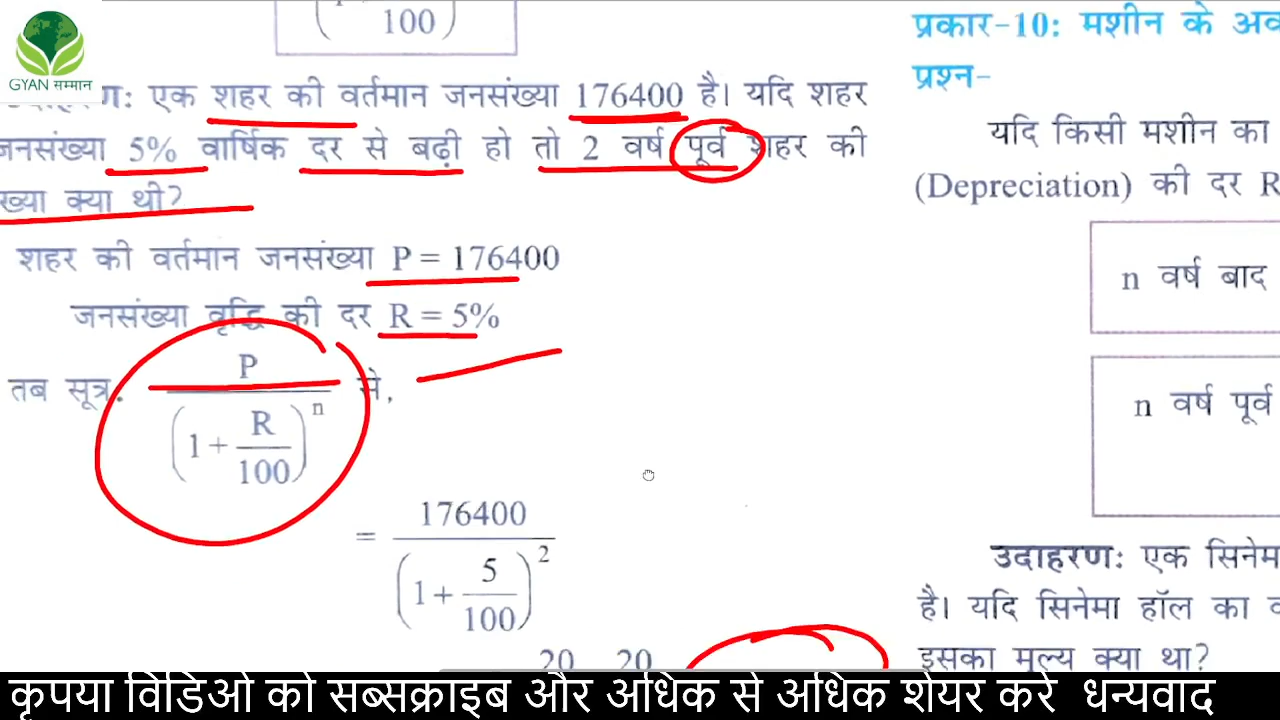 100
GYAN सम्मान
एक शहर की वर्तमान जनसंख्या 176400 है। यदि शहर
जनसंख्या 5% वार्षिक दर से बढ़ी हो तो 2 वर्ष पूर्व शहर की
ख्या क्या थी?
शहर की वर्तमान जनसंख्या P = 176400
जनसंख्या वृद्धि की दर R = 5%
तब सूत्र, P / (1 + R/100)^n से,
= 176400 / (1 + 5/100)^2
20 20
प्रकार-10: मशीन के अव
प्रश्न-
यदि किसी मशीन का
(Depreciation) की दर R
n वर्ष बाद
n वर्ष पूर्व
उदाहरण: एक सिनेम
है। यदि सिनेमा हॉल का व
इसका मूल्य क्या था?
कृपया विडिओ को सब्सक्राइब और अधिक से अधिक शेयर करें धन्यवाद